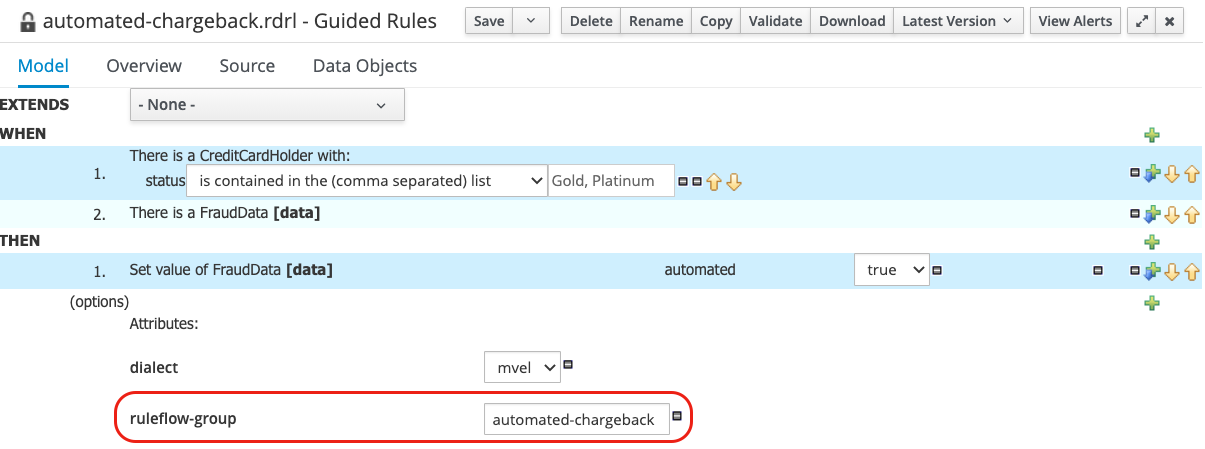 automated-chargeback.rdrl - Guided Rules Save Delete Rename Copy Validate Download Latest Version View Alerts
Model Overview Source Data Objects
EXTENDS - None -
WHEN
1. There is a CreditCardHolder with:
status is contained in the (comma separated) list Gold, Platinum
2. There is a FraudData [data]
THEN
1. Set value of FraudData [data] automated true
(options)
Attributes:
dialect mvel
ruleflow-group automated-chargeback